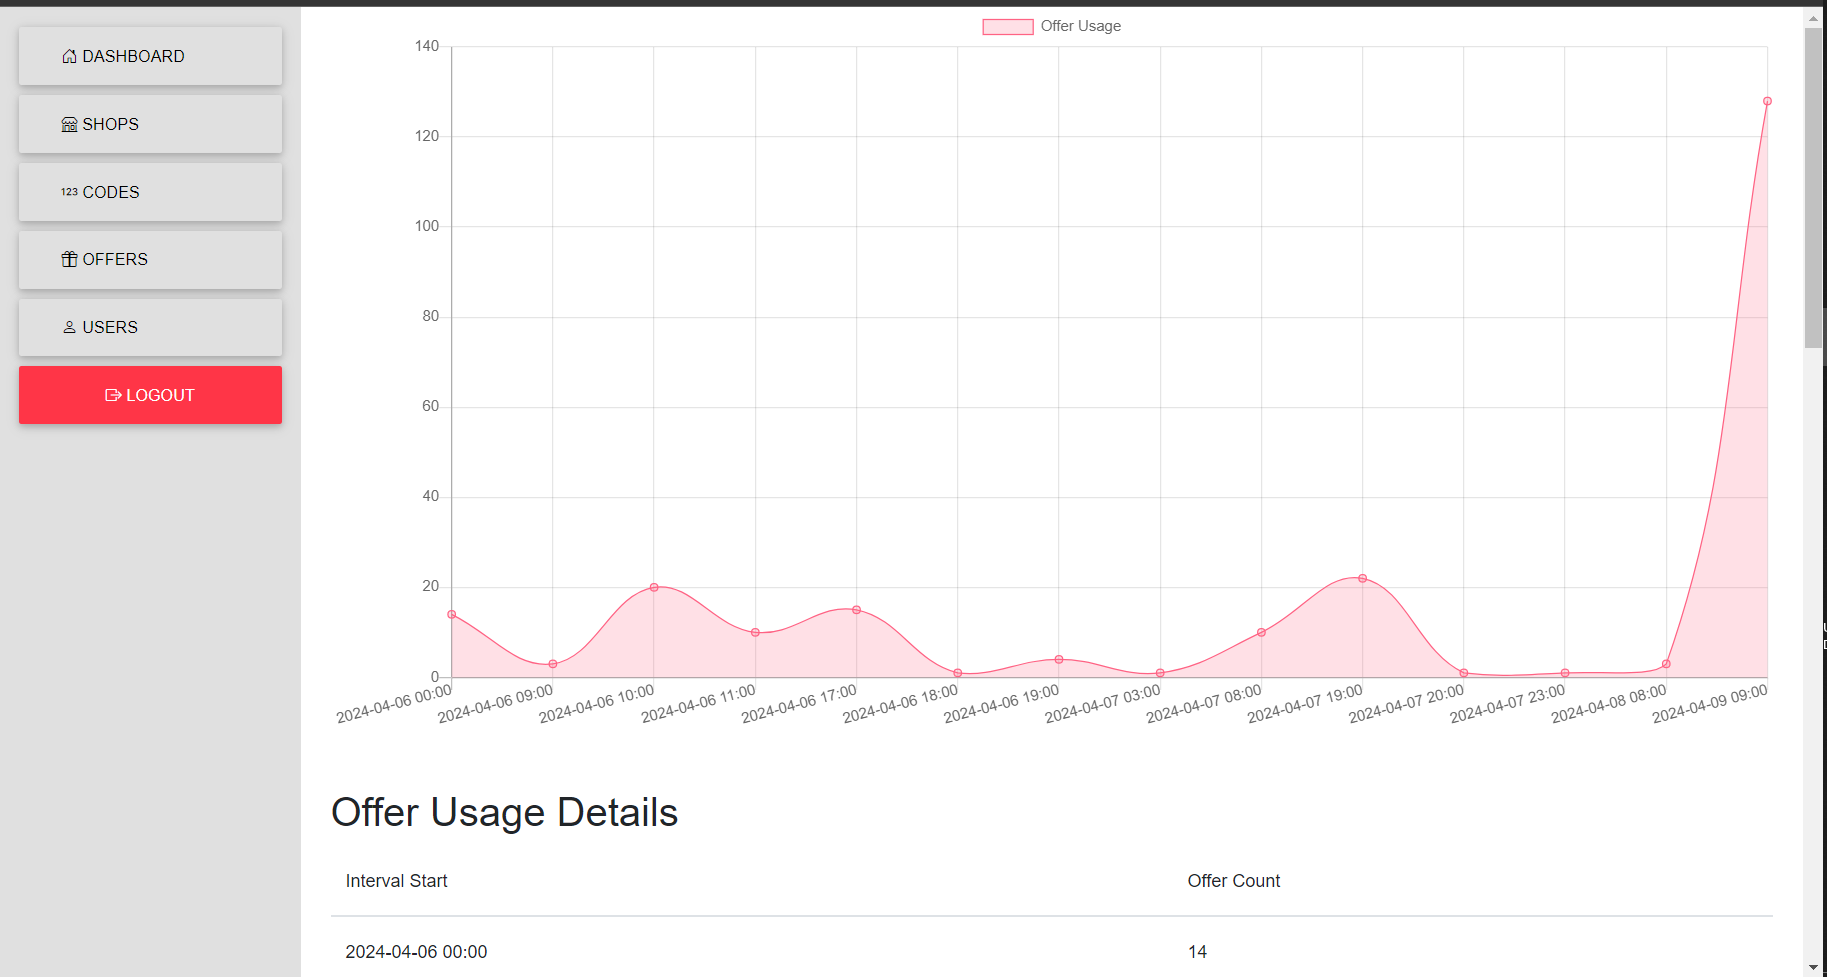 DASHBOARD
SHOPS
123 CODES
OFFERS
USERS
LOGOUT
Offer Usage
140
120
100
80
60
40
20
0
2024-04-06 00:00
2024-04-06 09:00
2024-04-06 10:00
2024-04-06 11:00
2024-04-06 17:00
2024-04-06 18:00
2024-04-06 19:00
2024-04-07 03:00
2024-04-07 08:00
2024-04-07 19:00
2024-04-07 20:00
2024-04-07 23:00
2024-04-08 08:00
2024-04-09 09:00
Offer Usage Details
Interval Start Offer Count
2024-04-06 00:00 14